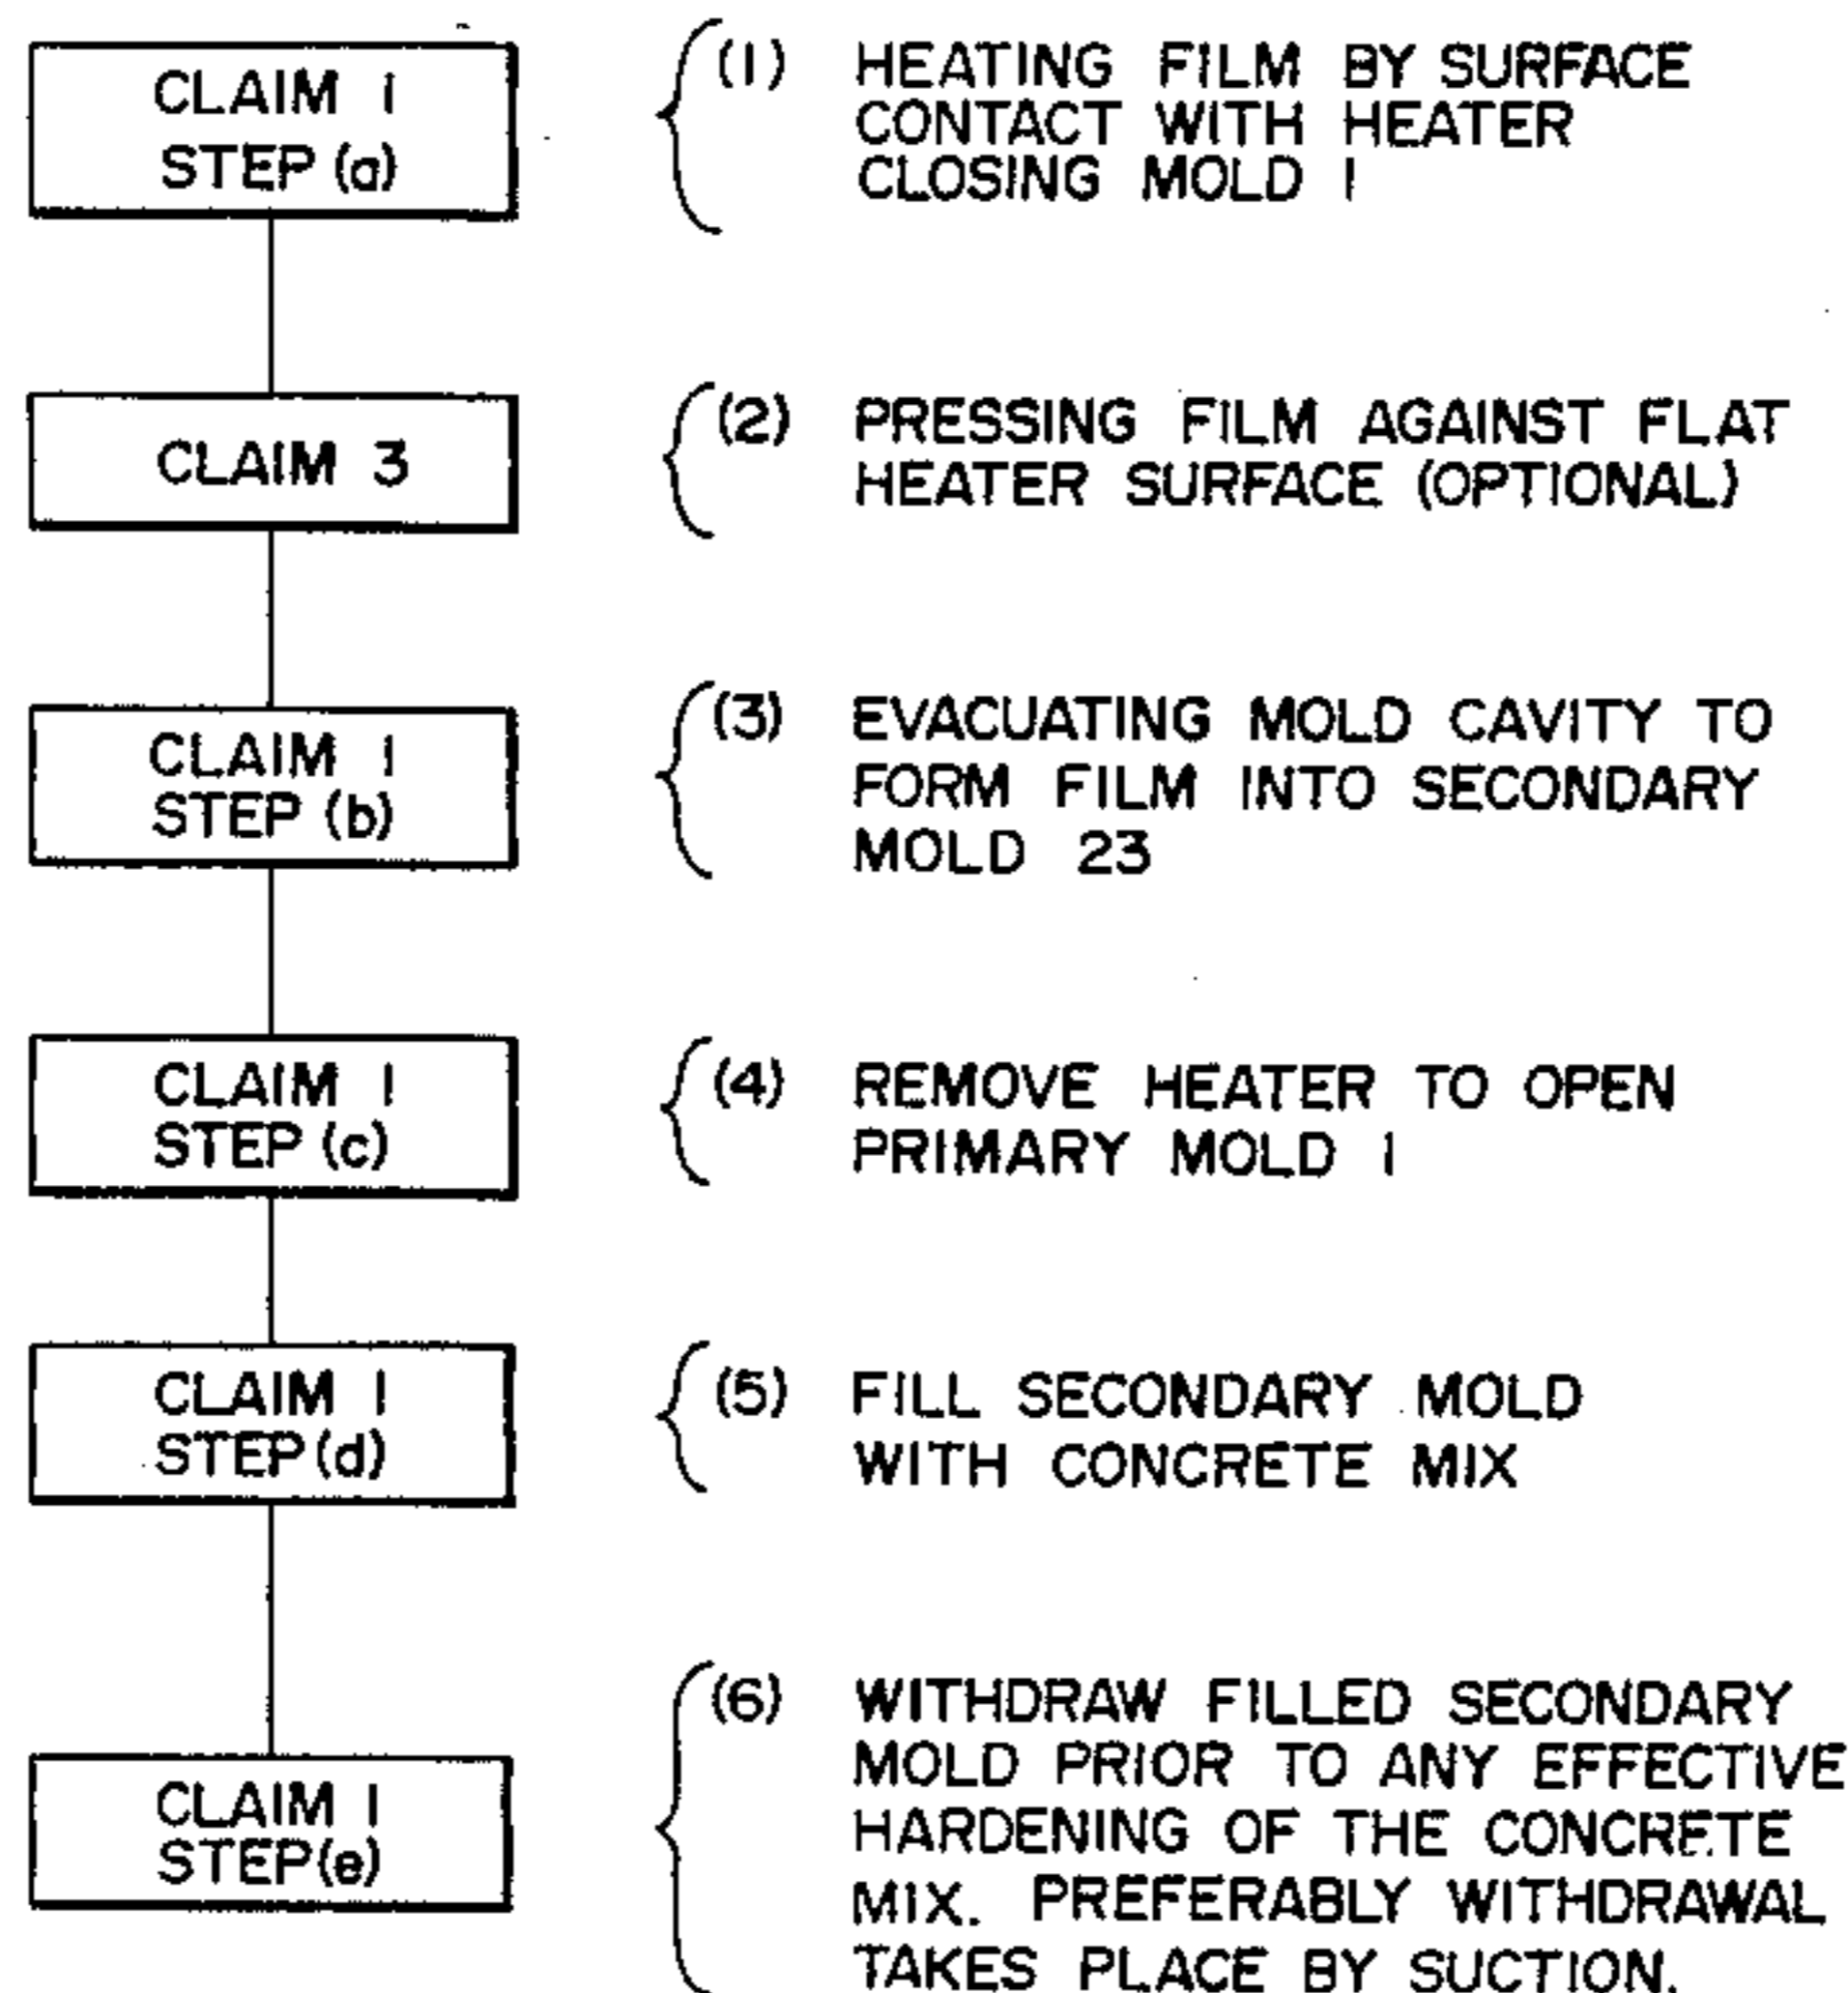 CLAIM 1
STEP (a)
(1) HEATING FILM BY SURFACE
CONTACT WITH HEATER
CLOSING MOLD 1
CLAIM 3
(2) PRESSING FILM AGAINST FLAT
HEATER SURFACE (OPTIONAL)
CLAIM 1
STEP (b)
(3) EVACUATING MOLD CAVITY TO
FORM FILM INTO SECONDARY
MOLD 23
CLAIM 1
STEP (c)
(4) REMOVE HEATER TO OPEN
PRIMARY MOLD 1
CLAIM 1
STEP (d)
(5) FILL SECONDARY MOLD
WITH CONCRETE MIX
CLAIM 1
STEP (e)
(6) WITHDRAW FILLED SECONDARY
MOLD PRIOR TO ANY EFFECTIVE
HARDENING OF THE CONCRETE
MIX. PREFERABLY WITHDRAWAL
TAKES PLACE BY SUCTION.